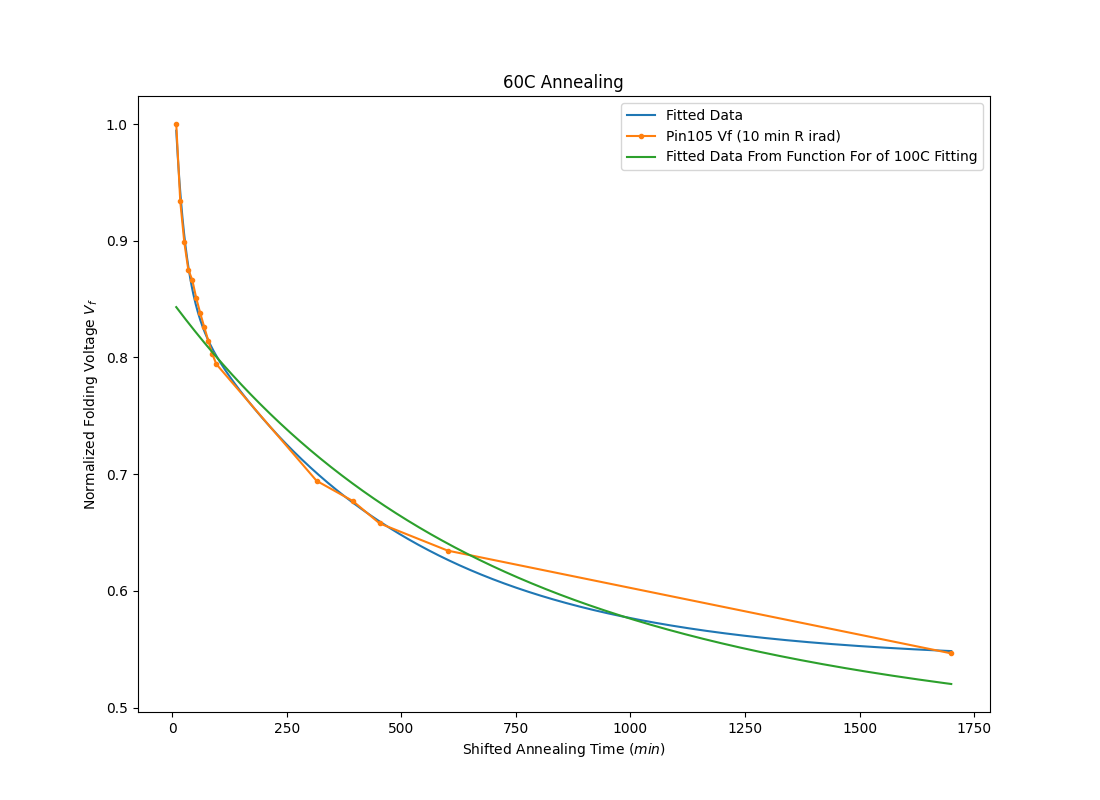 60C Annealing
Fitted Data
Pin105 Vf (10 min R irad)
Fitted Data From Function For of 100C Fitting
Normalized Folding Voltage V_f
1.0
0.9
0.8
0.7
0.6
0.5
0 250 500 750 1000 1250 1500 1750
Shifted Annealing Time (min)